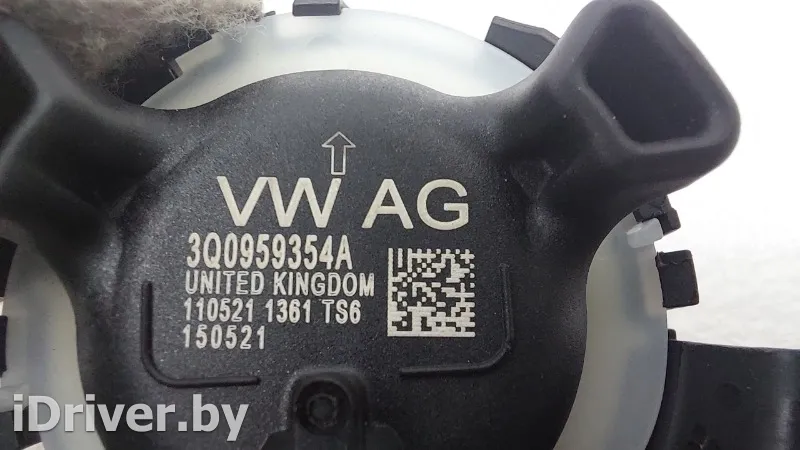 VW AG
3Q0959354A
UNITED KINGDOM
110521 1361 TS6
150521
iDriver.by